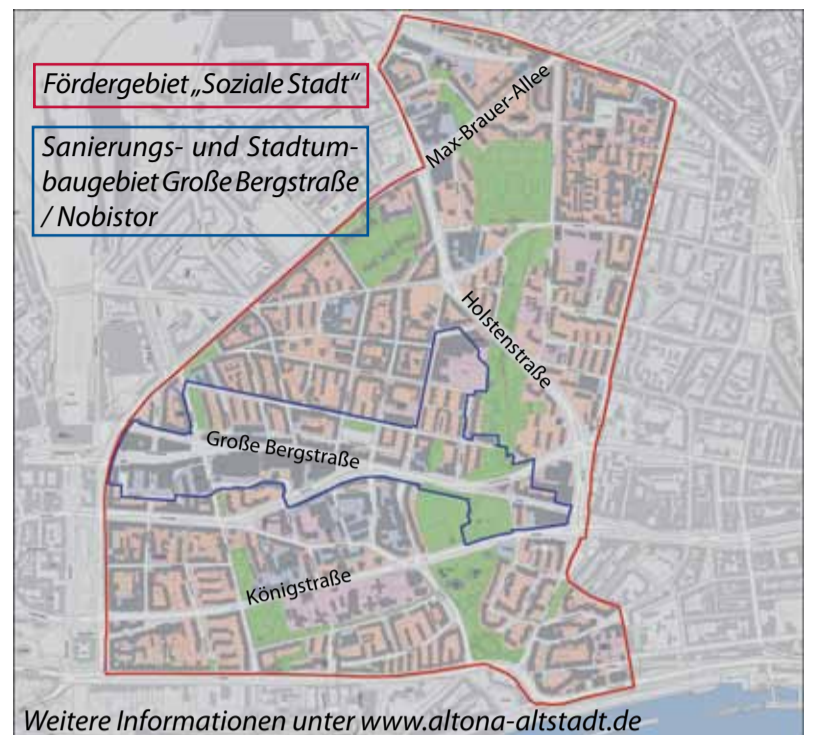 Fördergebiet „Soziale Stadt“
Sanierungs- und Stadtum-
baugebiet Große Bergstraße
/ Nobistor
Max-Brauer-Allee
Holstenstraße
Große Bergstraße
Königstraße
Weitere Informationen unter www.altona-altstadt.de